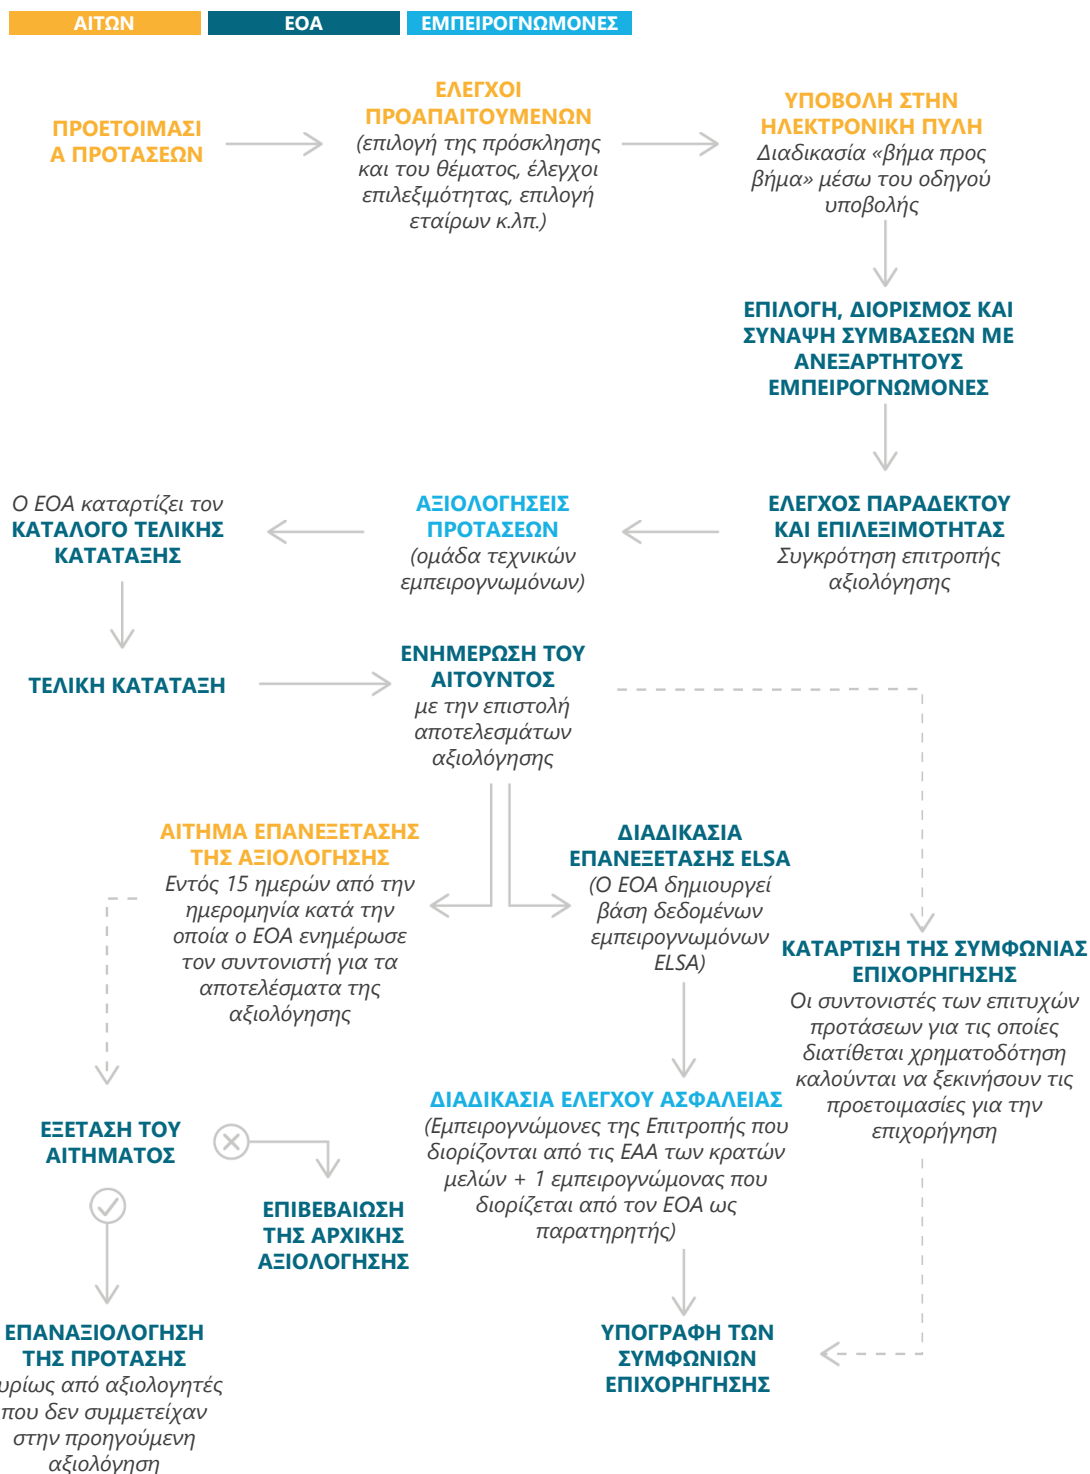 ΑΙΤΩΝ
ΕΟΑ
ΕΜΠΕΙΡΟΓΝΩΜΟΝΕΣ
ΠΡΟΕΤΟΙΜΑΣΙ
Α ΠΡΟΤΑΣΕΩΝ
ΕΛΕΓΧΟΙ
ΠΡΟΑΠΑΙΤΟΥΜΕΝΩΝ
(επιλογή της πρόσκλησης
και του θέματος, έλεγχοι
επιλεξιμότητας, επιλογή
εταίρων κ.λπ.)
ΥΠΟΒΟΛΗ ΣΤΗΝ
ΗΛΕΚΤΡΟΝΙΚΗ ΠΥΛΗ
Διαδικασία «βήμα προς
βήμα» μέσω του οδηγού
υποβολής
ΕΠΙΛΟΓΗ, ΔΙΟΡΙΣΜΟΣ ΚΑΙ
ΣΥΝΑΨΗ ΣΥΜΒΑΣΕΩΝ ΜΕ
ΑΝΕΞΑΡΤΗΤΟΥΣ
ΕΜΠΕΙΡΟΓΝΩΜΟΝΕΣ
ΕΛΕΓΧΟΣ ΠΑΡΑΔΕΚΤΟΥ
ΚΑΙ ΕΠΙΛΕΞΙΜΟΤΗΤΑΣ
Συγκρότηση επιτροπής
αξιολόγησης
ΑΞΙΟΛΟΓΗΣΕΙΣ
ΠΡΟΤΑΣΕΩΝ
(ομάδα τεχνικών
εμπειρογνωμόνων)
Ο ΕΟΑ καταρτίζει τον
ΚΑΤΑΛΟΓΟ ΤΕΛΙΚΗΣ
ΚΑΤΑΤΑΞΗΣ
ΤΕΛΙΚΗ ΚΑΤΑΤΑΞΗ
ΕΝΗΜΕΡΩΣΗ ΤΟΥ
ΑΙΤΟΥΝΤΟΣ
με την επιστολή
αποτελεσμάτων
αξιολόγησης
ΑΙΤΗΜΑ ΕΠΑΝΕΞΕΤΑΣΗΣ
ΤΗΣ ΑΞΙΟΛΟΓΗΣΗΣ
Εντός 15 ημερών από την
ημερομηνία κατά την
οποία ο ΕΟΑ ενημέρωσε
τον συντονιστή για τα
αποτελέσματα της
αξιολόγησης
ΔΙΑΔΙΚΑΣΙΑ
ΕΠΑΝΕΞΕΤΑΣΗΣ ELSA
(Ο ΕΟΑ δημιουργεί
βάση δεδομένων
εμπειρογνωμόνων
ELSA)
ΚΑΤΑΡΤΙΣΗ ΤΗΣ ΣΥΜΦΩΝΙΑΣ
ΕΠΙΧΟΡΗΓΗΣΗΣ
Οι συντονιστές των επιτυχών
προτάσεων για τις οποίες
διατίθεται χρηματοδότηση
καλούνται να ξεκινήσουν τις
προετοιμασίες για την
επιχορήγηση
ΔΙΑΔΙΚΑΣΙΑ ΕΛΕΓΧΟΥ ΑΣΦΑΛΕΙΑΣ
(Εμπειρογνώμονες της Επιτροπής που
διορίζονται από τις ΕΑΑ των κρατών
μελών + 1 εμπειρογνώμονας που
διορίζεται από τον ΕΟΑ ως
παρατηρητής)
ΕΞΕΤΑΣΗ ΤΟΥ
ΑΙΤΗΜΑΤΟΣ
ΕΠΙΒΕΒΑΙΩΣΗ
ΤΗΣ ΑΡΧΙΚΗΣ
ΑΞΙΟΛΟΓΗΣΗΣ
ΕΠΑΝΑΞΙΟΛΟΓΗΣΗ
ΤΗΣ ΠΡΟΤΑΣΗΣ
υρίως από αξιολογητές
που δεν συμμετείχαν
στην προηγούμενη
αξιολόγηση
ΥΠΟΓΡΑΦΗ ΤΩΝ
ΣΥΜΦΩΝΙΩΝ
ΕΠΙΧΟΡΗΓΗΣΗΣ